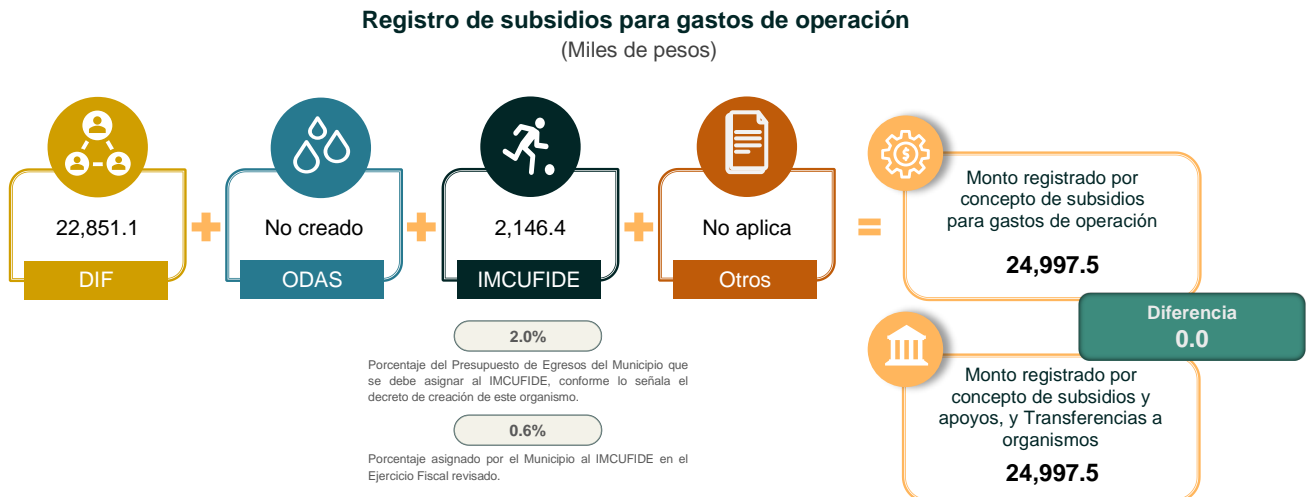 Registro de subsidios para gastos de operación
(Miles de pesos)
22,851.1
DIF
No creado
ODAS
2,146.4
IMCUFIDE
No aplica
Otros
2.0%
Porcentaje del Presupuesto de Egresos del Municipio que
se debe asignar al IMCUFIDE, conforme lo señala el
decreto de creación de este organismo.
0.6%
Porcentaje asignado por el Municipio al IMCUFIDE en el
Ejercicio Fiscal revisado.
Monto registrado por
concepto de subsidios
para gastos de operación
24,997.5
Diferencia
0.0
Monto registrado por
concepto de subsidios y
apoyos, y Transferencias a
organismos
24,997.5